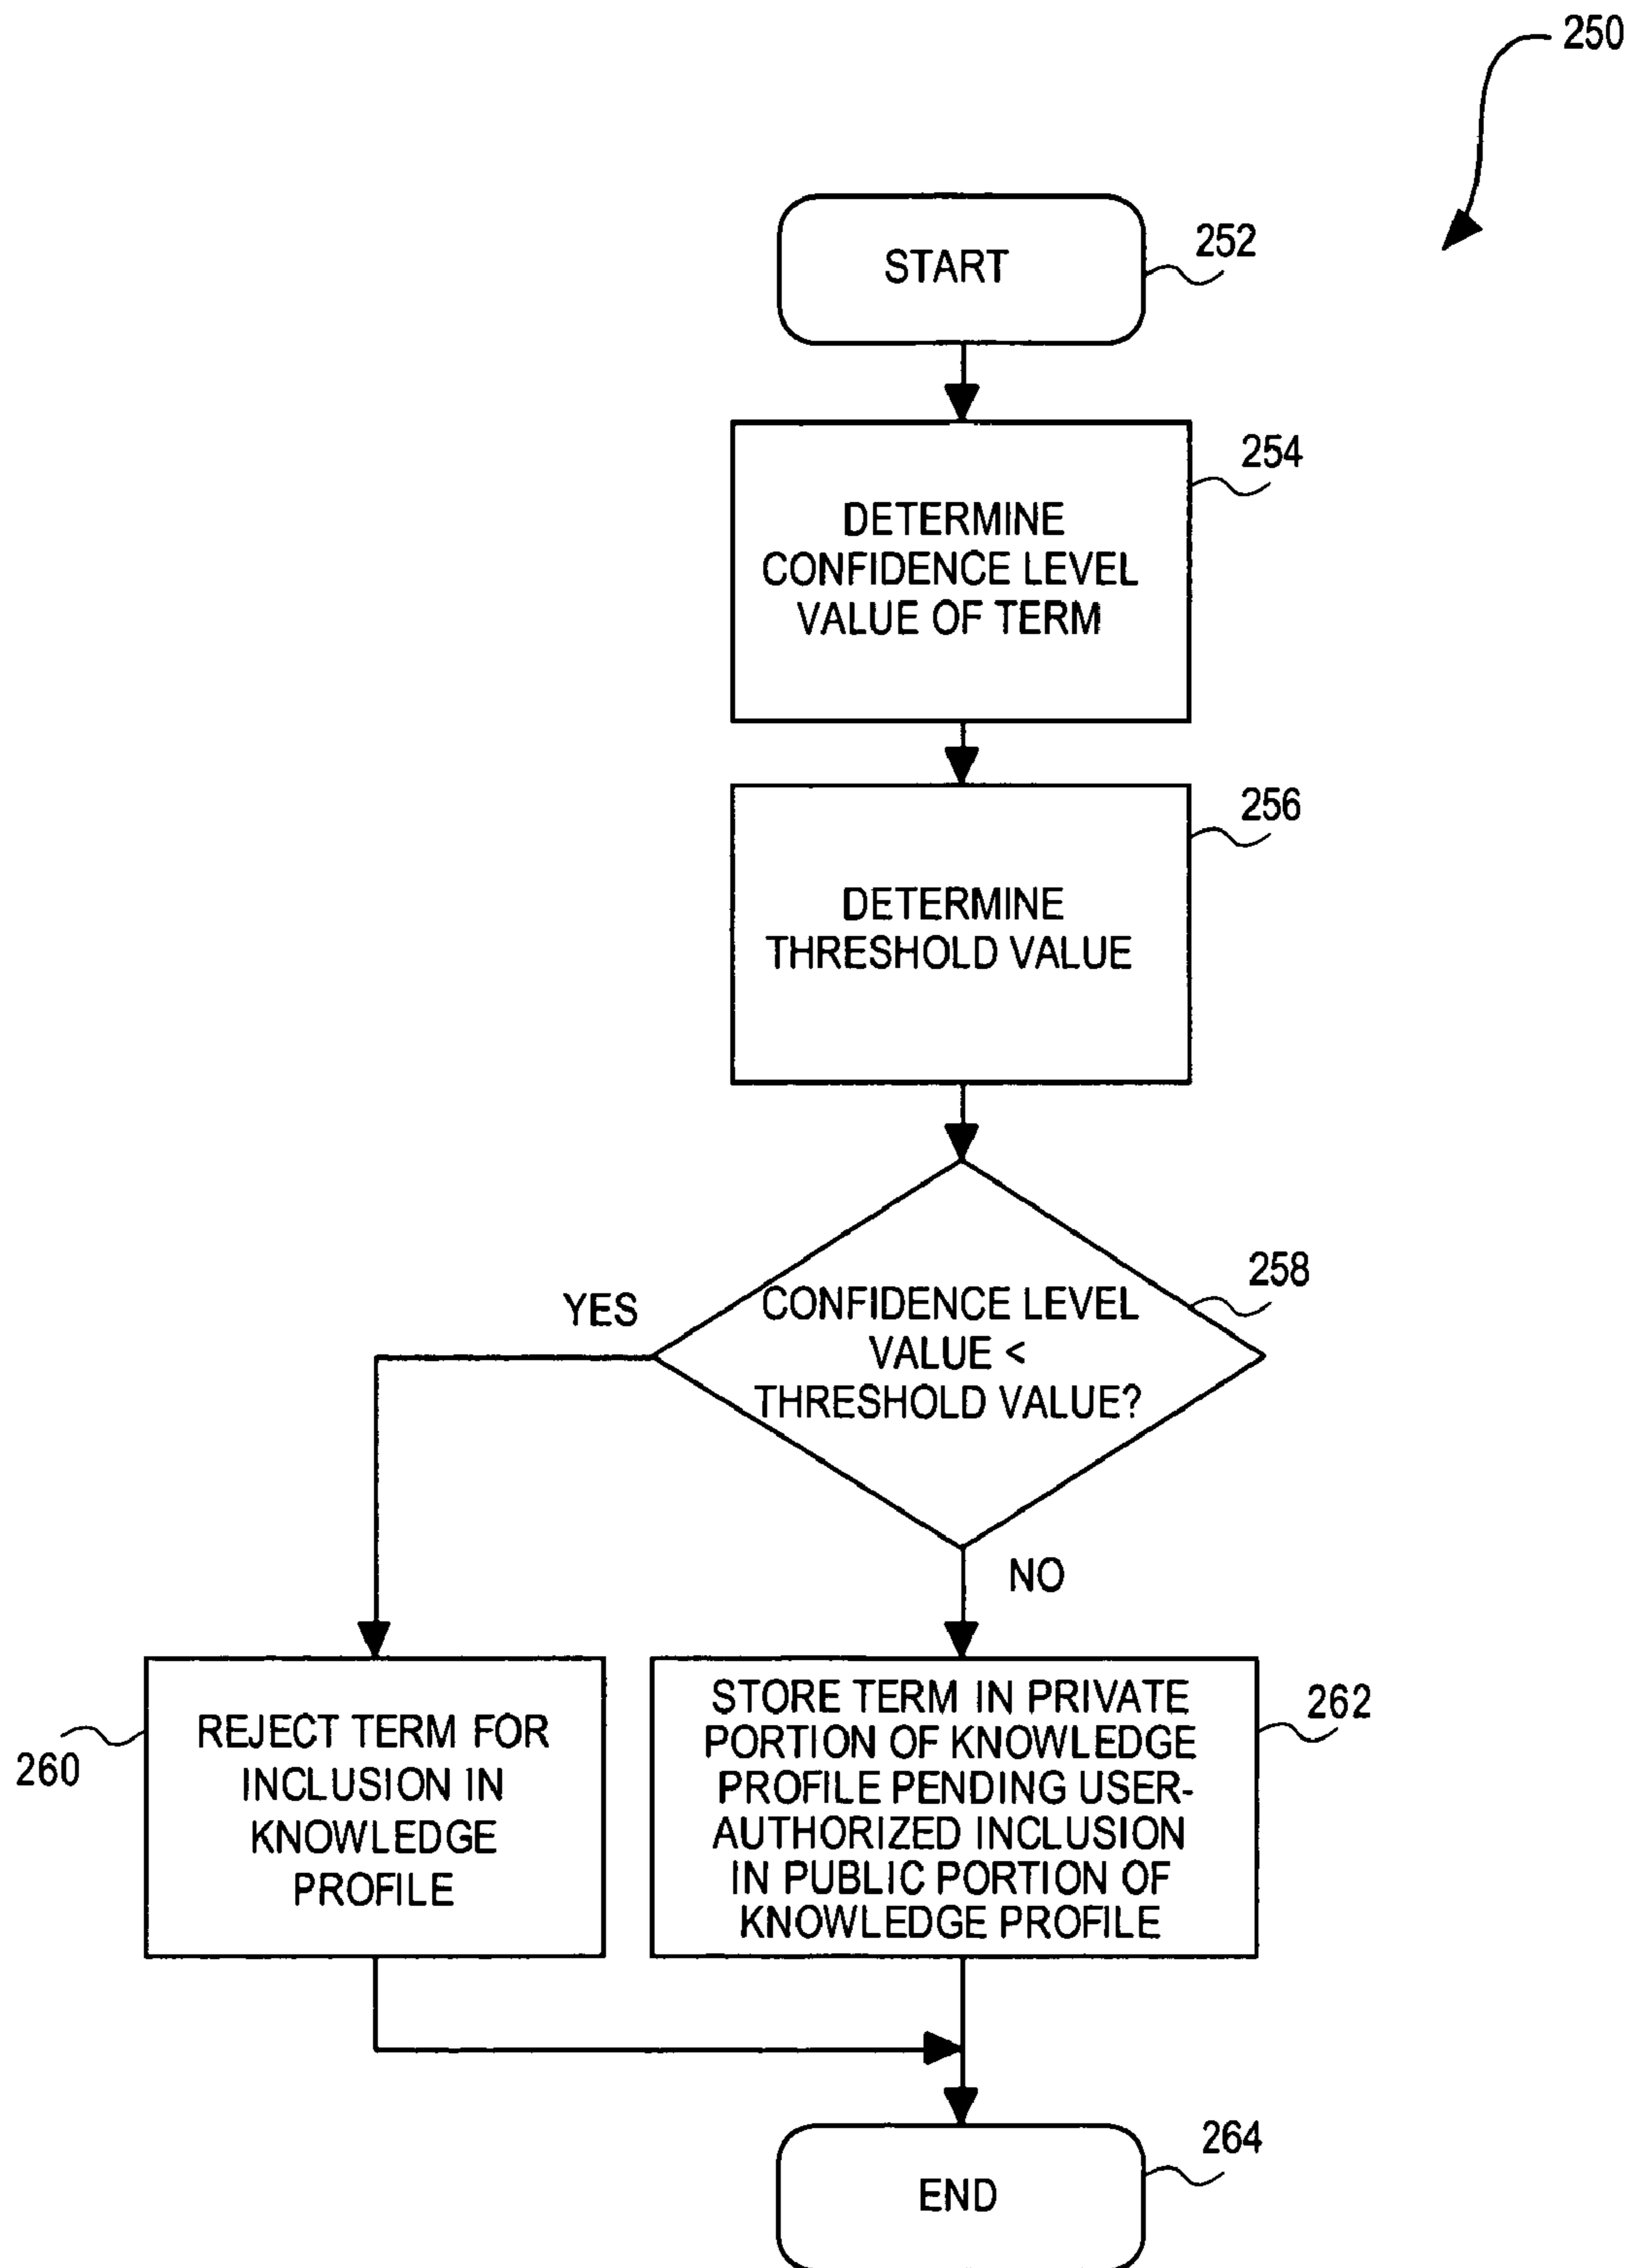 250
START
252
DETERMINE
CONFIDENCE LEVEL
VALUE OF TERM
254
DETERMINE
THRESHOLD VALUE
256
CONFIDENCE LEVEL
VALUE <
THRESHOLD VALUE?
258
YES
NO
REJECT TERM FOR
INCLUSION IN
KNOWLEDGE
PROFILE
260
STORE TERM IN PRIVATE
PORTION OF KNOWLEDGE
PROFILE PENDING USER-
AUTHORIZED INCLUSION
IN PUBLIC PORTION OF
KNOWLEDGE PROFILE
262
END
264